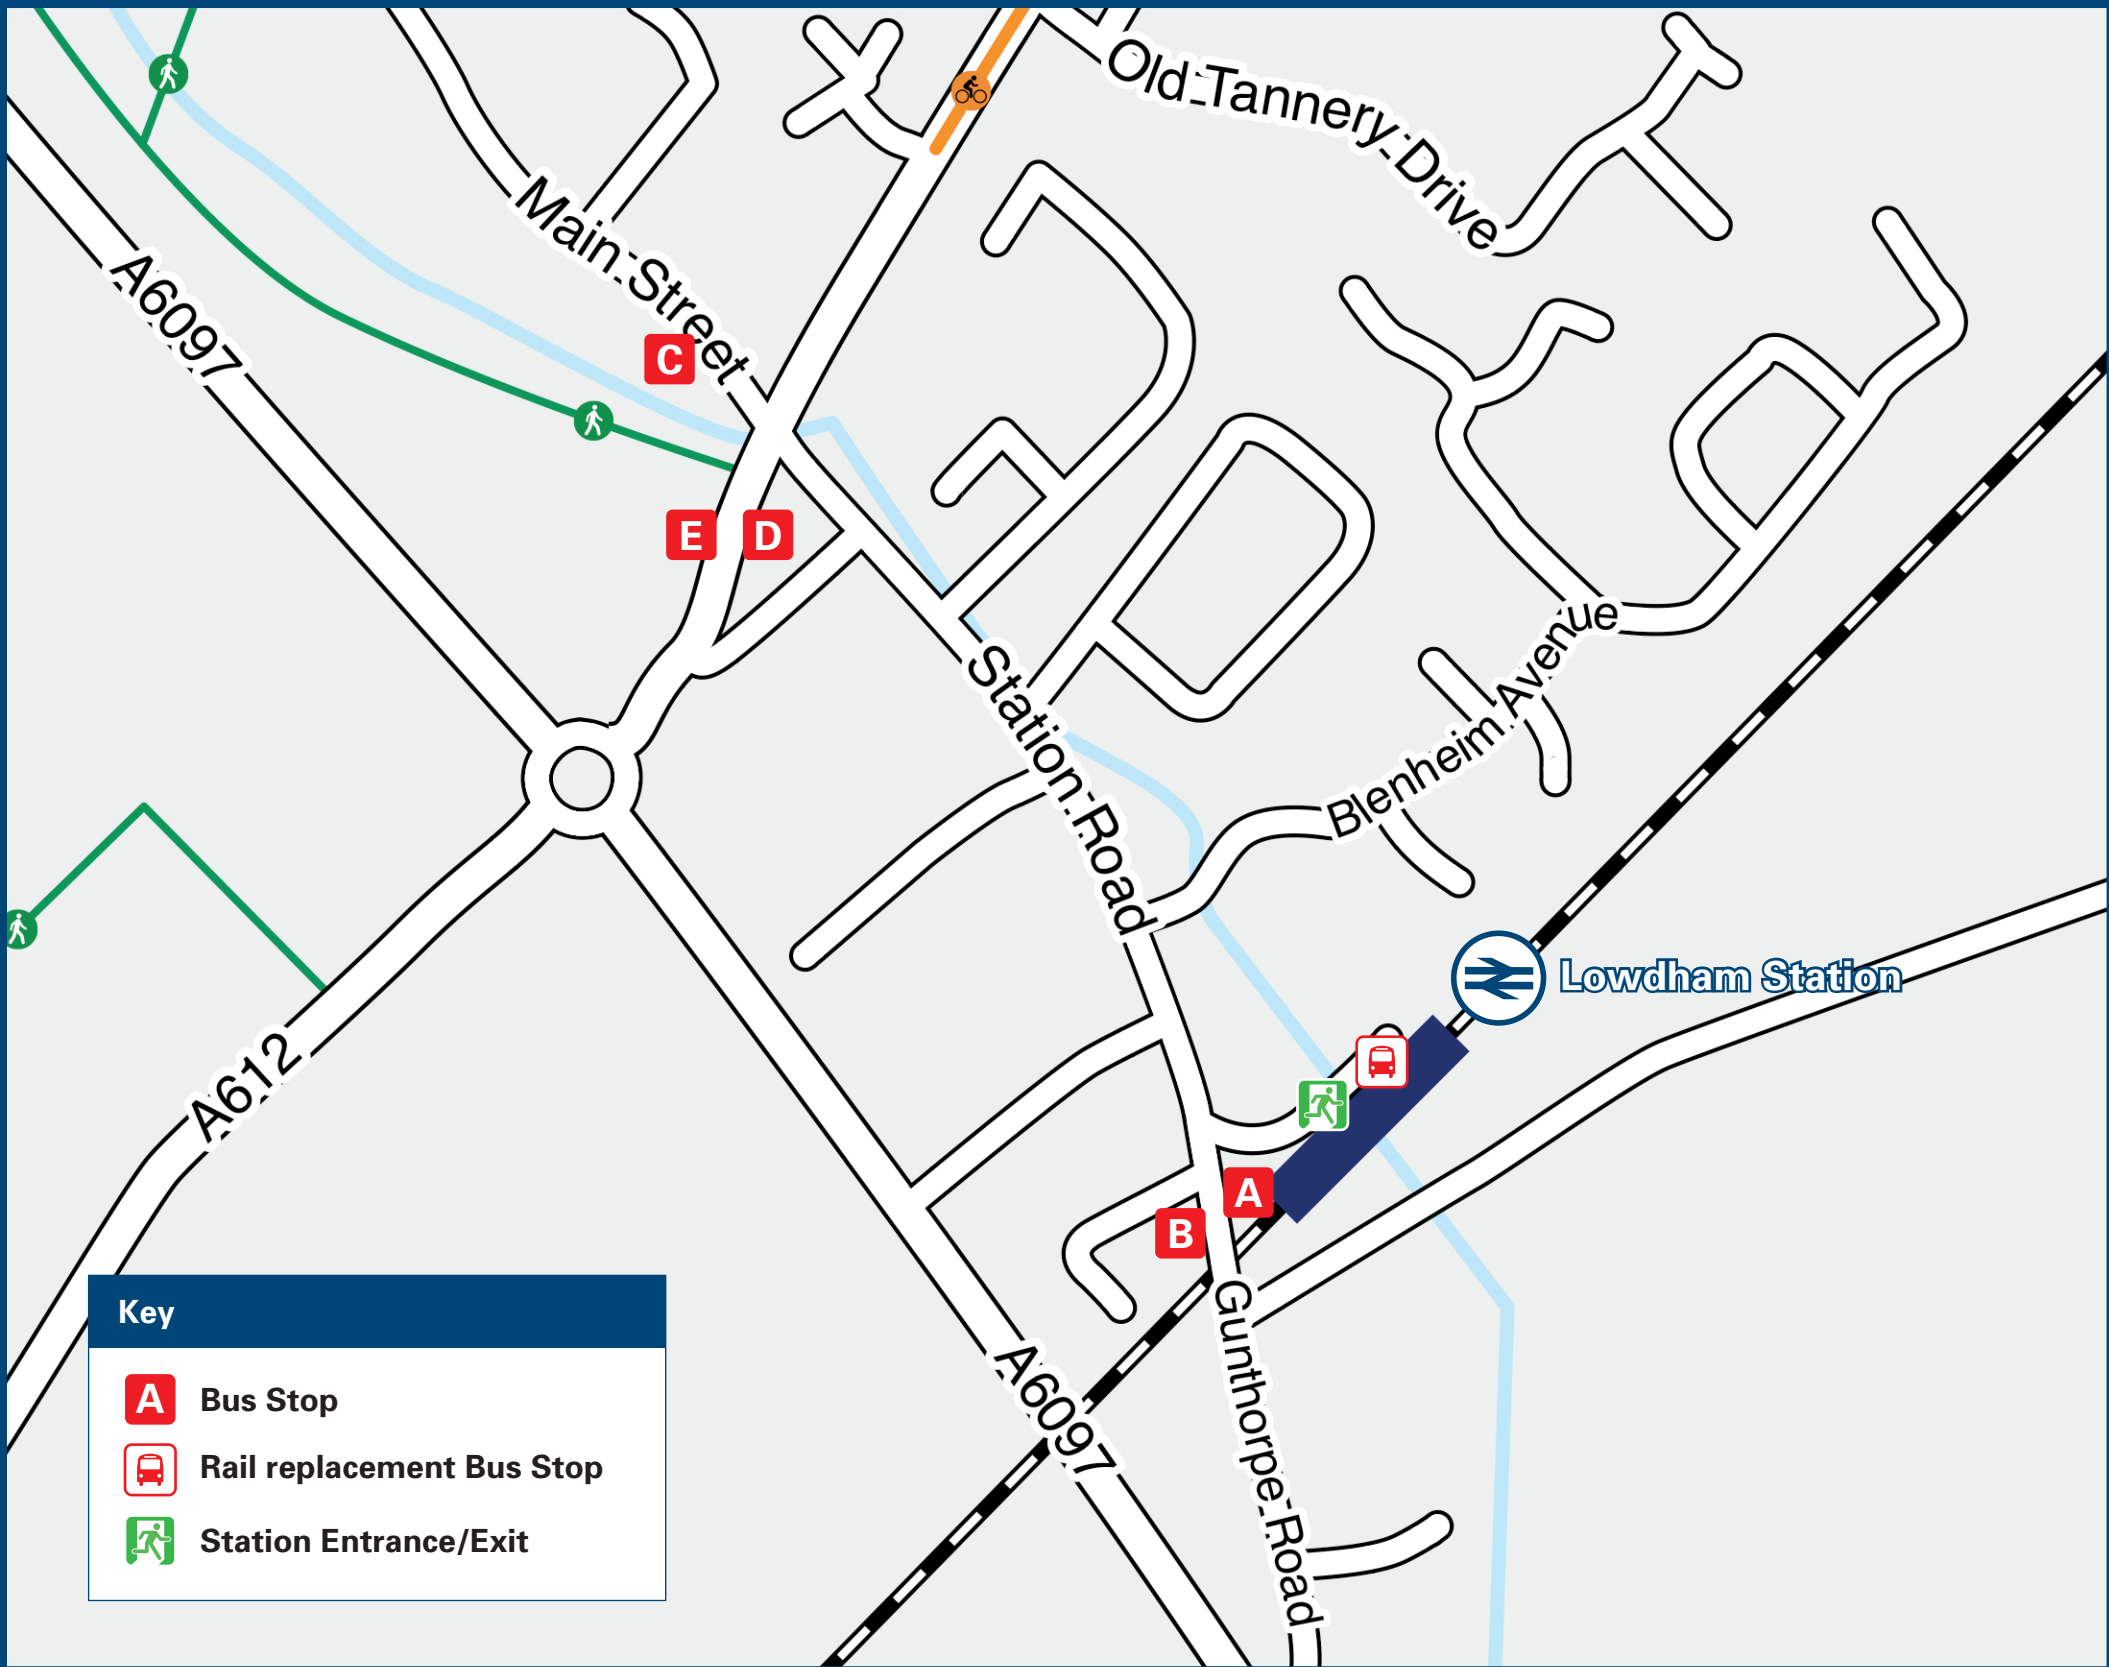 Old Tannery Drive
Main Street
A6097
C
E
D
Station Road
Blenheim Avenue
Lowdham Station
A612
A
B
Gunthorpe Road
A6097
Key
A Bus Stop
Rail replacement Bus Stop
Station Entrance/Exit